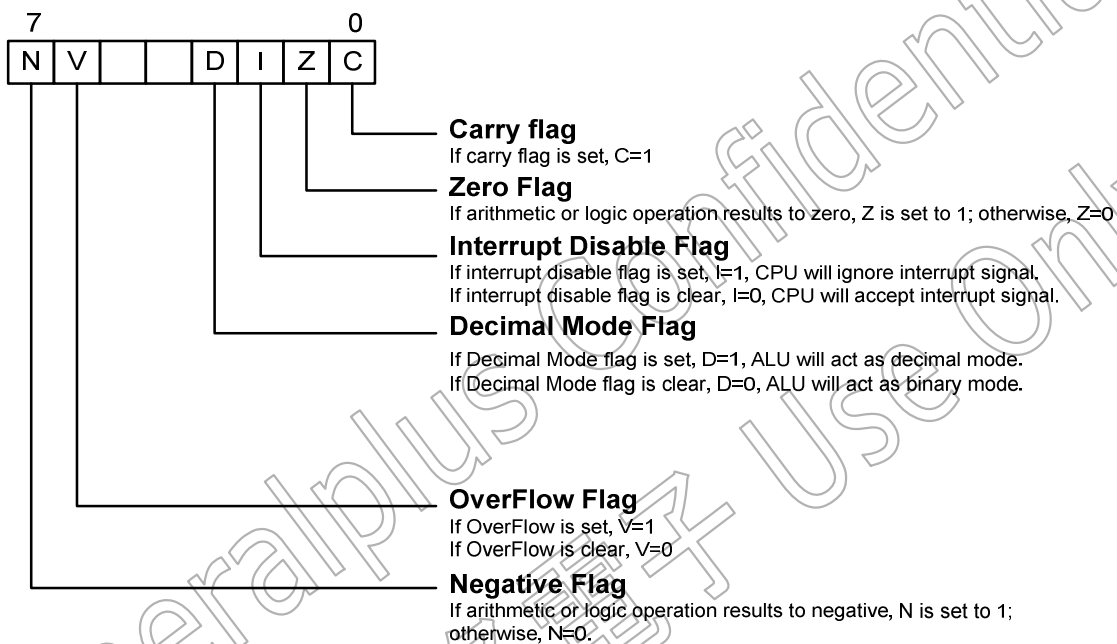 7 0
N V D I Z C
Carry flag
If carry flag is set, C=1
Zero Flag
If arithmetic or logic operation results to zero, Z is set to 1; otherwise, Z=0
Interrupt Disable Flag
If interrupt disable flag is set, I=1, CPU will ignore interrupt signal.
If interrupt disable flag is clear, I=0, CPU will accept interrupt signal.
Decimal Mode Flag
If Decimal Mode flag is set, D=1, ALU will act as decimal mode.
If Decimal Mode flag is clear, D=0, ALU will act as binary mode.
OverFlow Flag
If OverFlow is set, V=1
If OverFlow is clear, V=0
Negative Flag
If arithmetic or logic operation results to negative, N is set to 1;
otherwise, N=0.